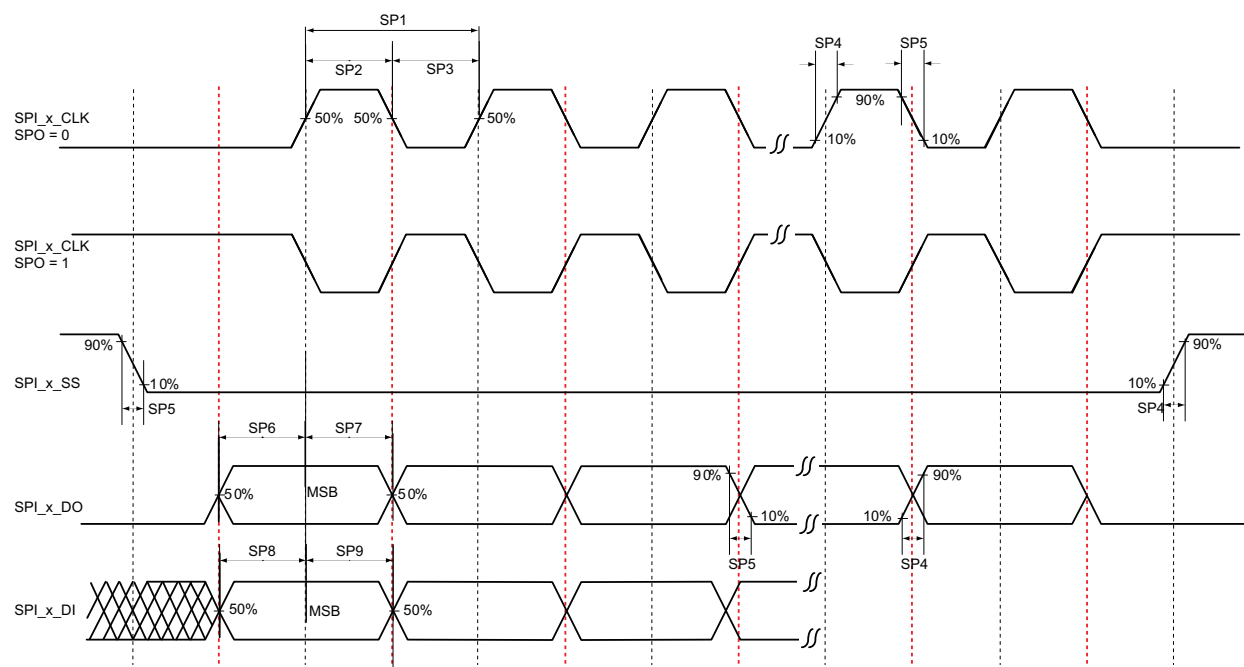 SP1
SP4
SP5
SP2
SP3
SPI_x_CLK
SPO = 0
50%
50%
50%
90%
10%
10%
SPI_x_CLK
SPO = 1
90%
90%
SPI_x_SS
10%
10%
SP5
SP4
SP6
SP7
90%
90%
SPI_x_DO
50%
MSB
50%
10%
10%
SP8
SP9
SP5
SP4
SPI_x_DI
50%
MSB
50%